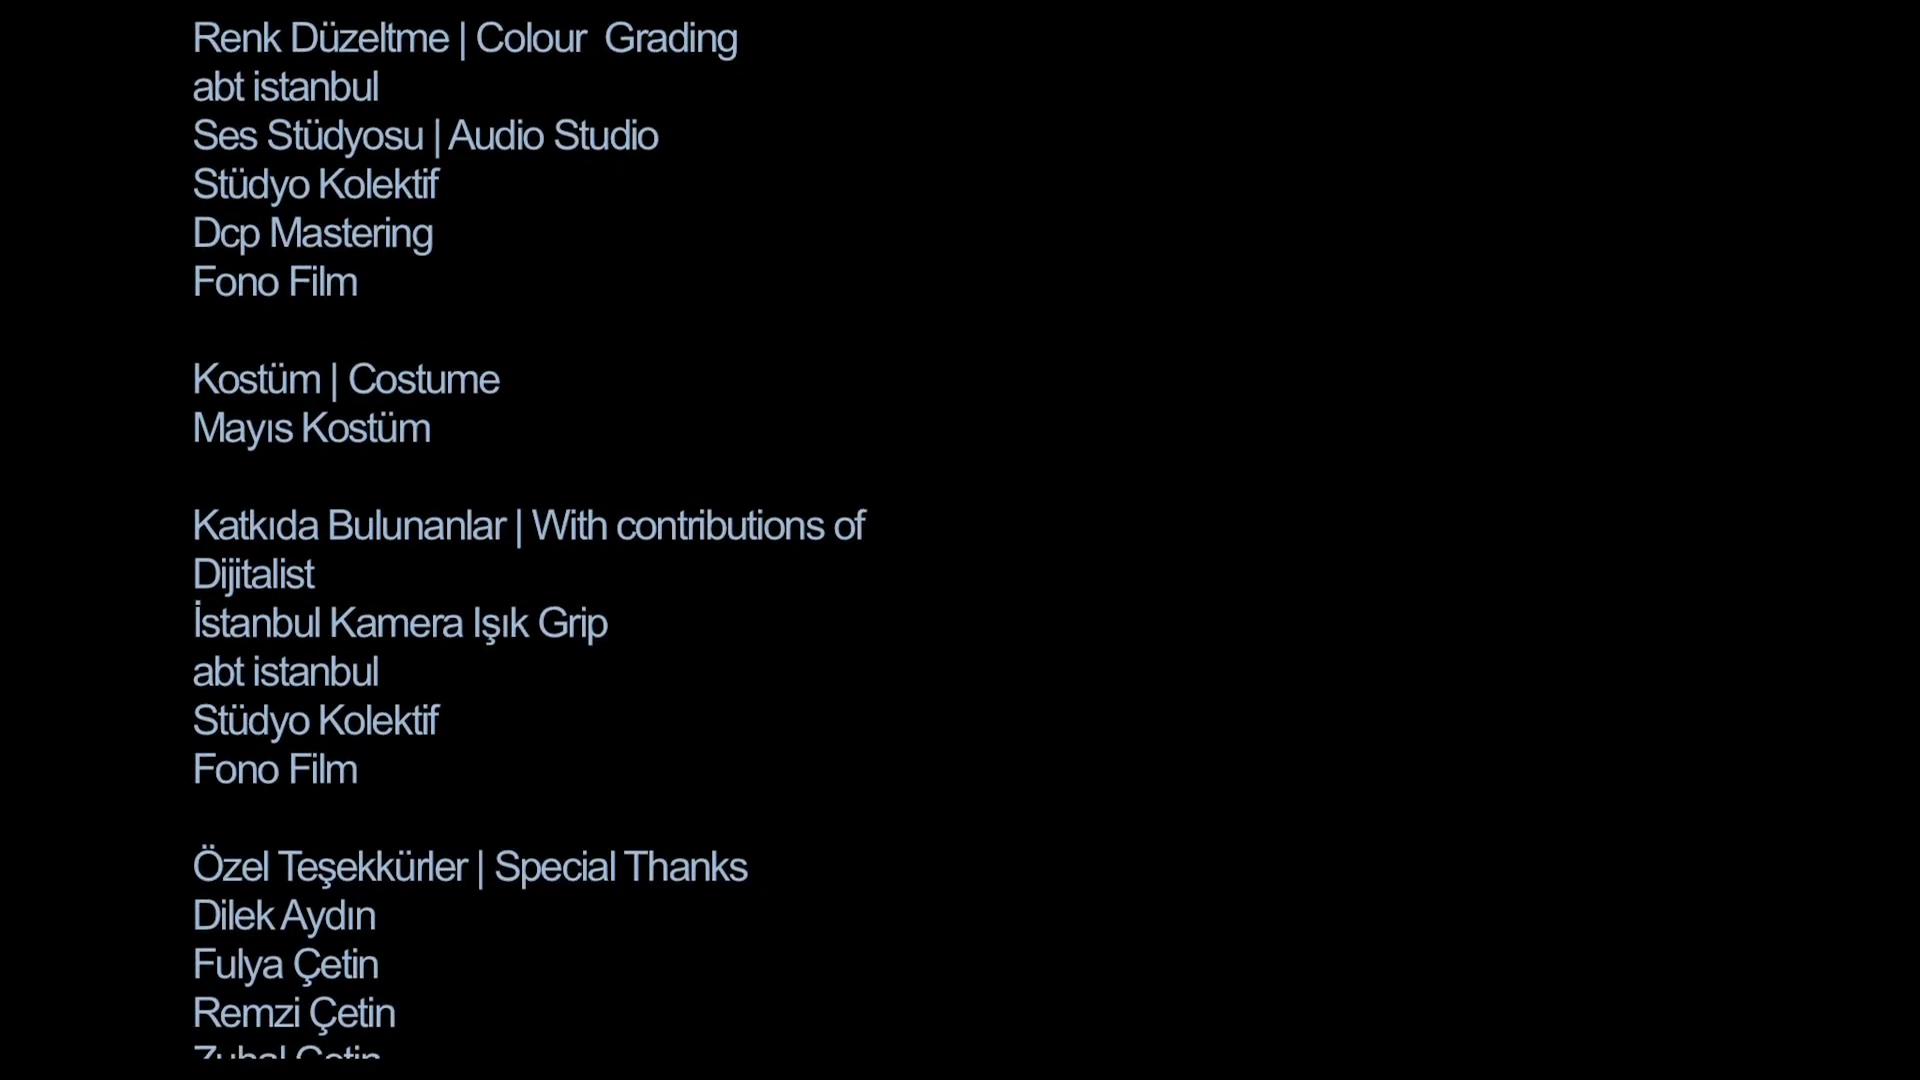 Renk Düzeltme | Colour  Grading
abt istanbul
Ses Stüdyosu | Audio Studio
Stüdyo Kolektif
Dcp Mastering
Fono Film
Kostüm | Costume
Mayıs Kostüm
Katkıda Bulunanlar | With contributions of
Dijitalist
İstanbul Kamera Işık Grip
abt istanbul
Stüdyo Kolektif
Fono Film
Özel Teşekkürler | Special Thanks
Dilek Aydın
Fulya Çetin
Remzi Çetin
Zuhal Çetin